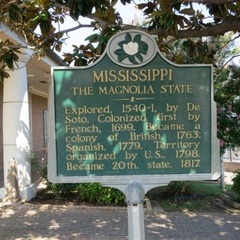 MISSISSIPPI
THE MAGNOLIA STATE
Explored, 1540-1, by De
Soto. Colonized first by
French, 1699. Became a
colony of British, 1763;
Spanish, 1779. Territory
organized by U.S., 1798.
Became 20th state, 1817.